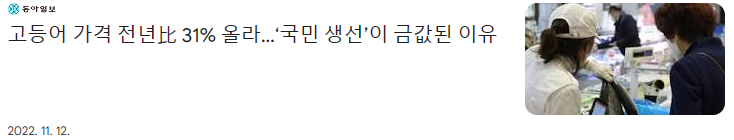 동아일보
고등어 가격 전년比 31% 올라...‘국민 생선’이 금값된 이유
2022. 11. 12.